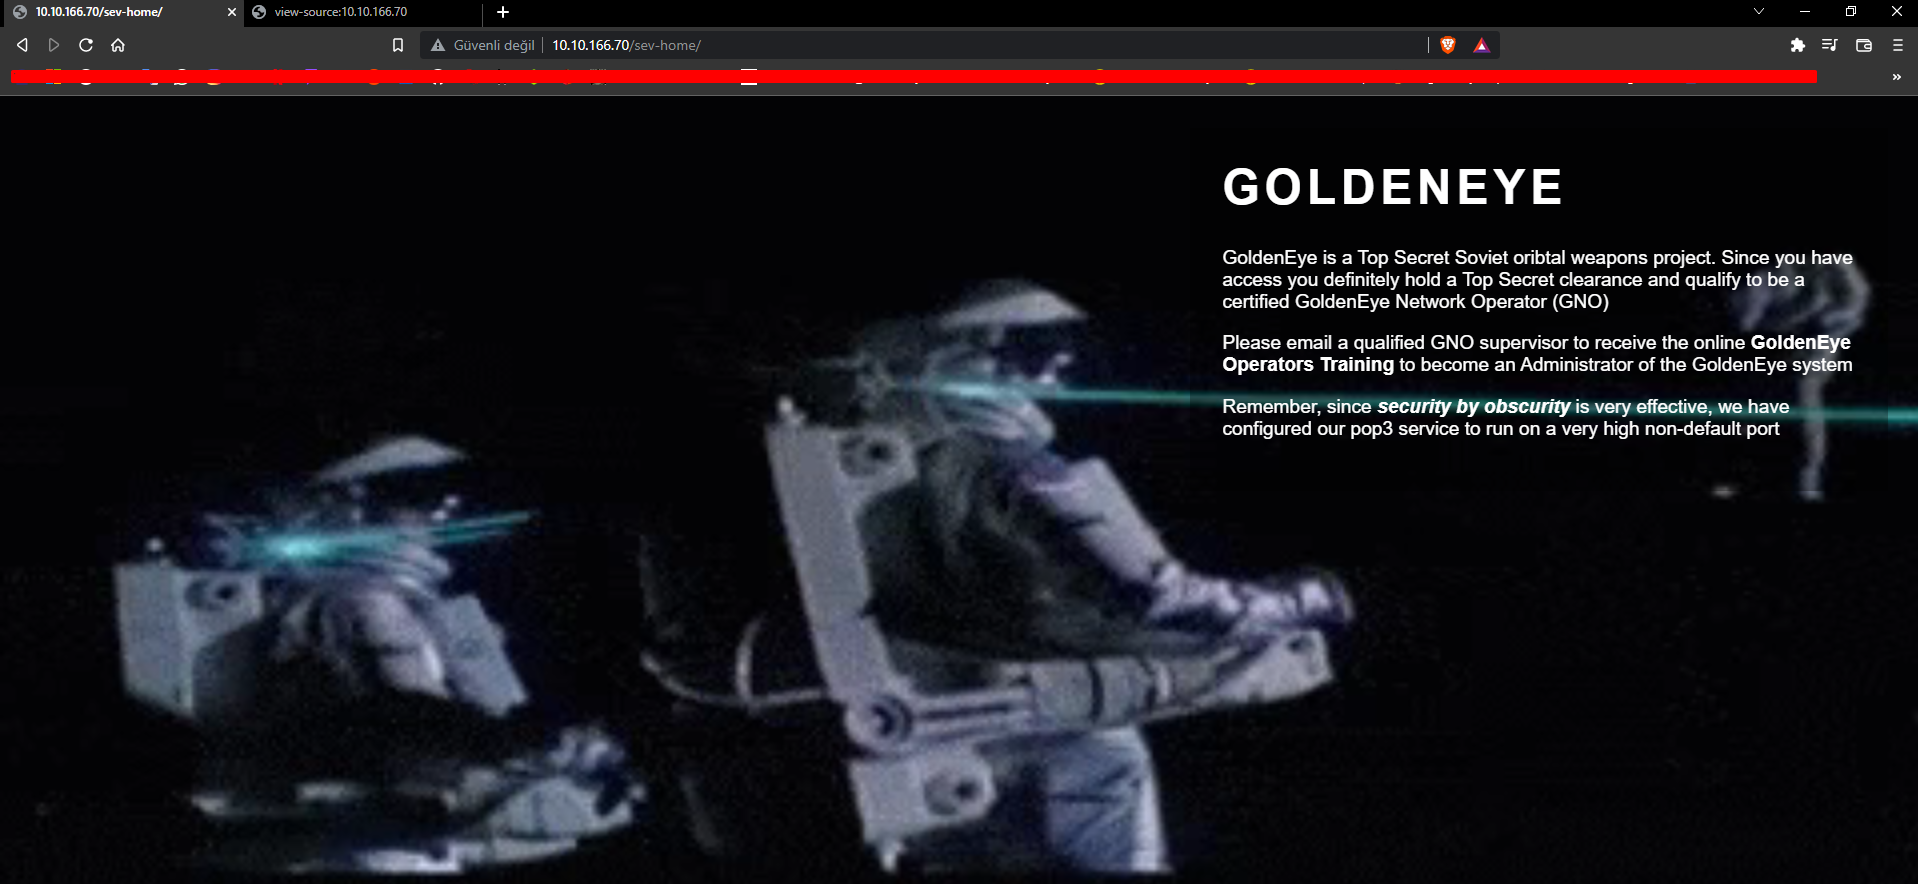 10.10.166.70/sev-home/
view-source:10.10.166.70
Güvenli değil
10.10.166.70/sev-home/
GOLDENEYE
GoldenEye is a Top Secret Soviet oribtal weapons project. Since you have
access you definitely hold a Top Secret clearance and qualify to be a
certified GoldenEye Network Operator (GNO)
Please email a qualified GNO supervisor to receive the online GoldenEye
Operators Training to become an Administrator of the GoldenEye system
Remember, since security by obscurity is very effective, we have
configured our pop3 service to run on a very high non-default port